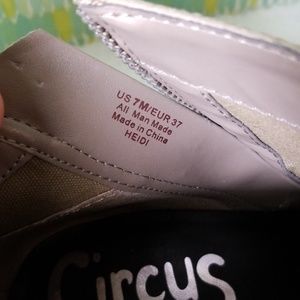 US 7M/EUR 37
All Man Made
Made in China
HEIDI
Circus